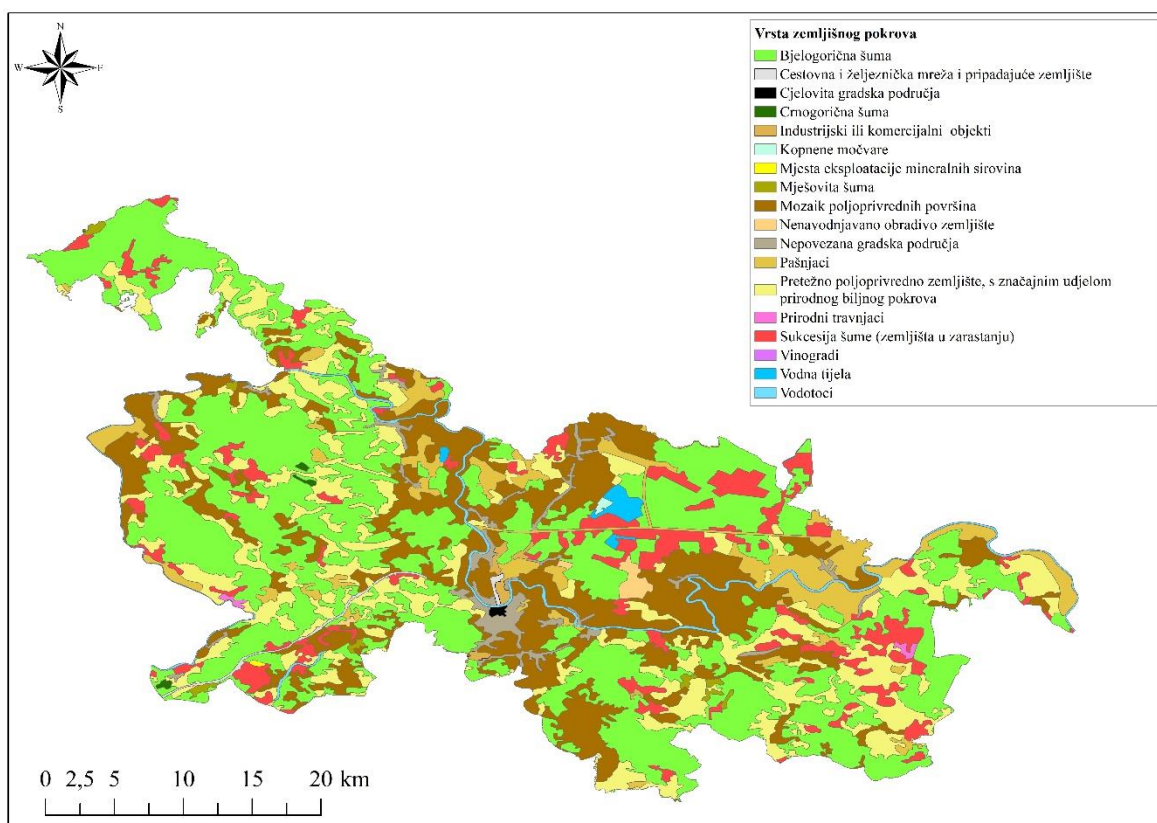 N
W
E
S
Vrsta zemljišnog pokrova
Bjelogorična šuma
Cestovna i željeznička mreža i pripadajuće zemljište
Cjelovita gradska područja
Crnogorična šuma
Industrijski ili komercijalni objekti
Kopnene močvare
Mjesta eksploatacije mineralnih sirovina
Mješovita šuma
Mozaik poljoprivrednih površina
Nenavodnjavano obradivo zemljište
Nepovezana gradska područja
Pašnjaci
Pretežno poljoprivredno zemljište, s značajnim udjelom
prirodnog biljnog pokrova
Prirodni travnjaci
Sukcesija šume (zemljišta u zarastanju)
Vinogradi
Vodna tijela
Vodotoci
0 2,5 5 10 15 20 km